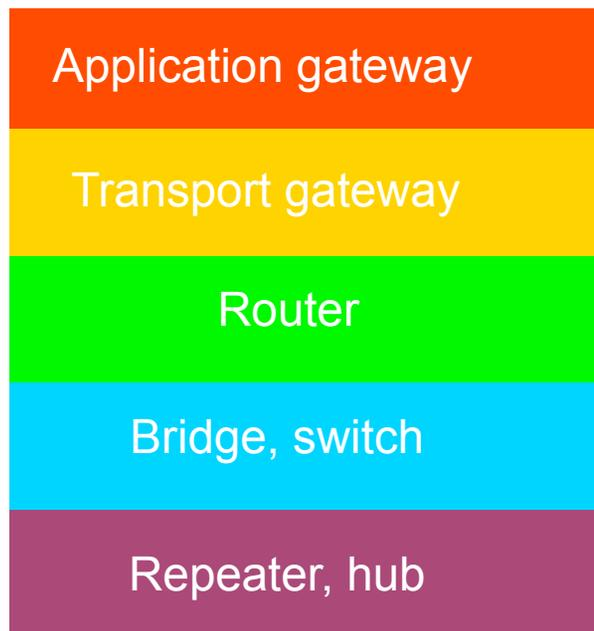 Application gateway
Transport gateway
Router
Bridge, switch
Repeater, hub